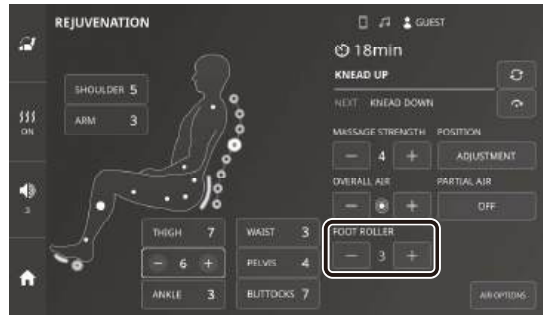 REJUVENATION
GUEST
18min
KNEAD UP
NEXT KNEAD DOWN
SHOULDER 5
ARM 3
ON
MASSAGE STRENGTH POSITION
− 4 + ADJUSTMENT
OVERALL AIR PARTIAL AIR
− + OFF
3
THIGH 7 WAIST 3
FOOT ROLLER
− 6 + PELVIS 4
− 3 +
ANKLE 3 BUTTOCKS 7
AIR OPTIONS